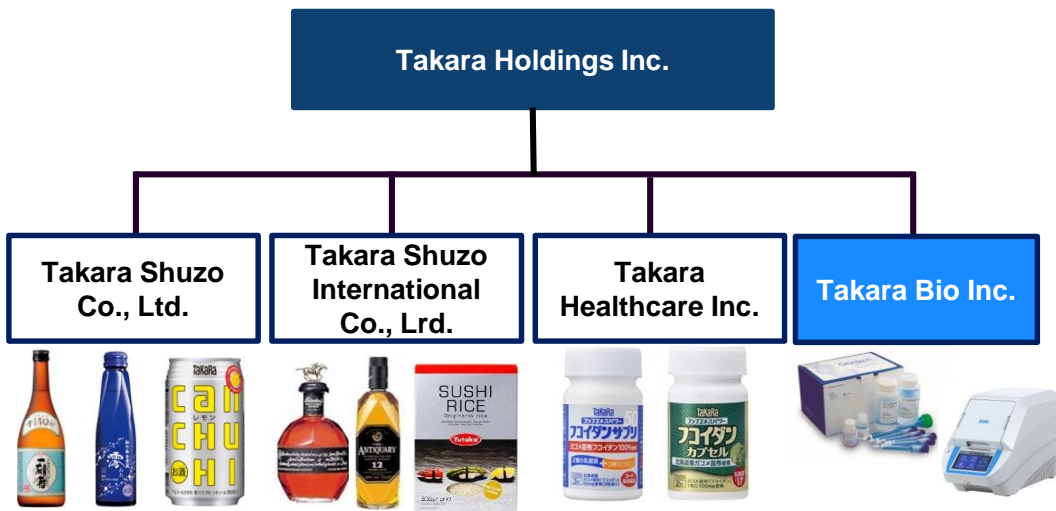 Takara Holdings Inc.
Takara Shuzo
Co., Ltd.
Takara Shuzo
International
Co., Lrd.
Takara
Healthcare Inc.
Takara Bio Inc.
TaKaRa
can
レモン
CHU
HI
お酒
ANTIQUARY
12
SUSHI
RICE
Yutaka
TaKaRa
フコイダンサプリ
TaKaRa
フコイダン
カプセル